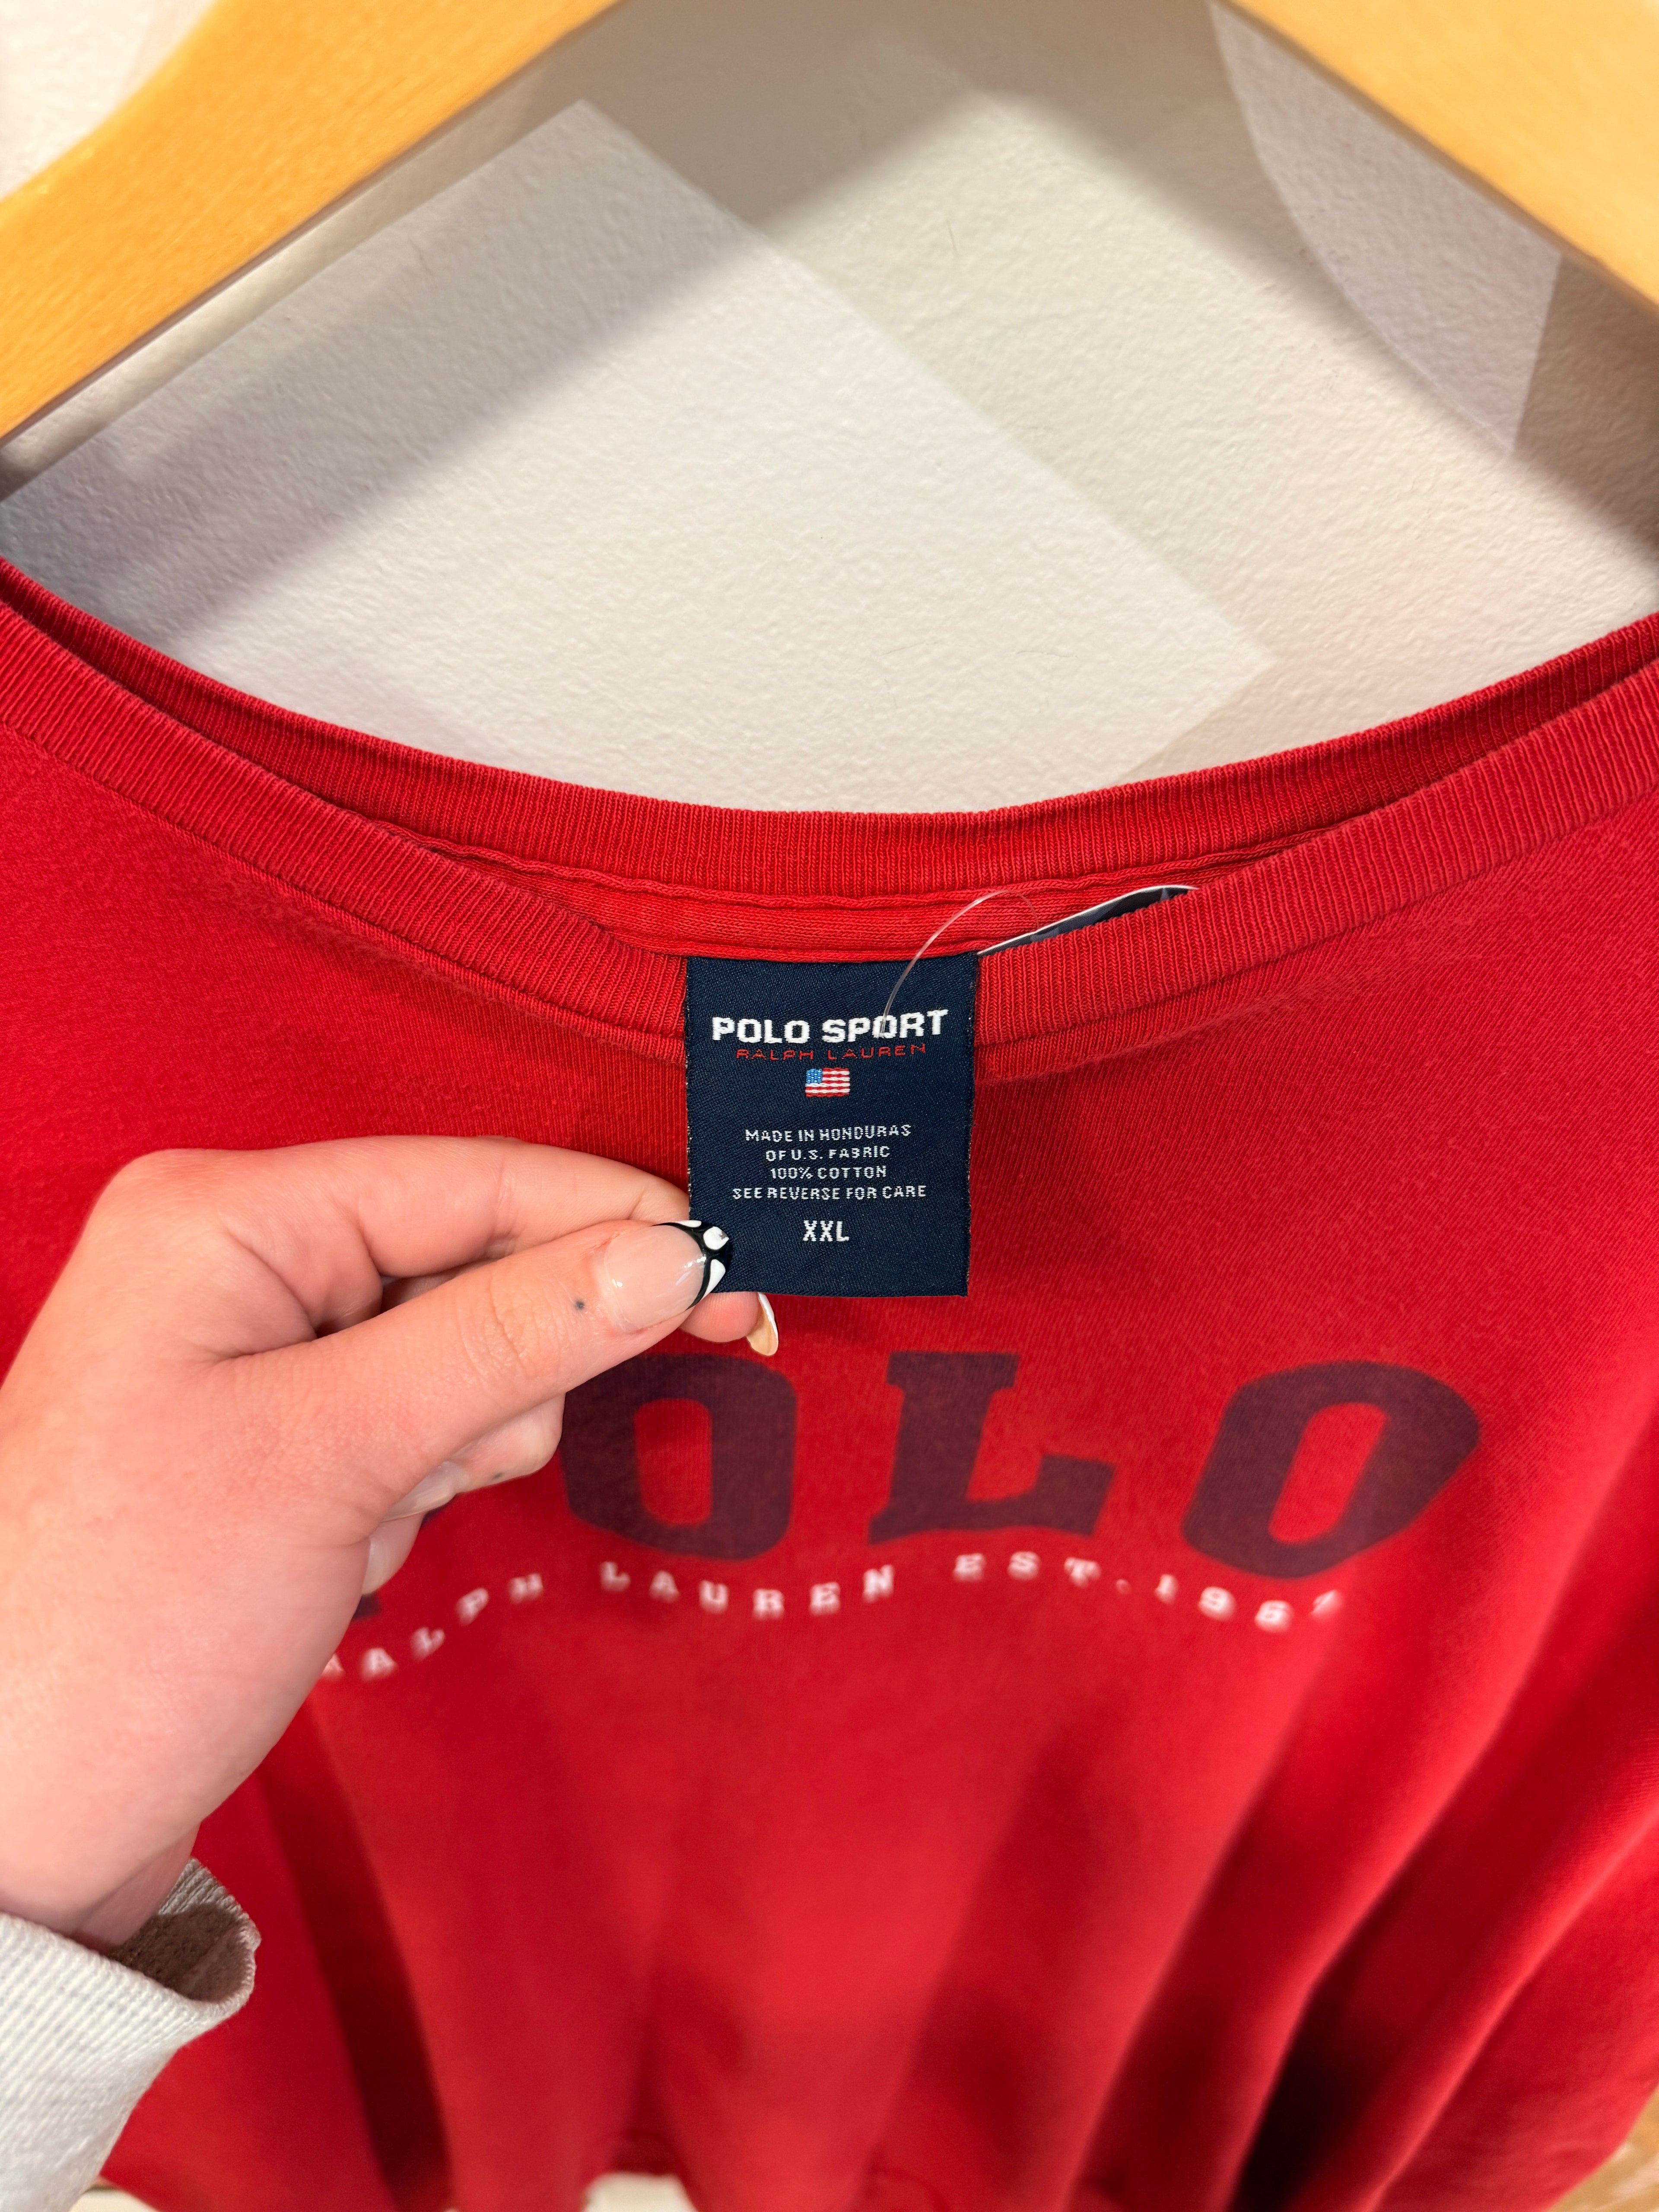 POLO SPORT
RALPH LAUREN
MADE IN HONDURAS
OF U.S. FABRIC
100% COTTON
SEE REVERSE FOR CARE
XXL
OLO
RALPH LAUREN EST. 1967